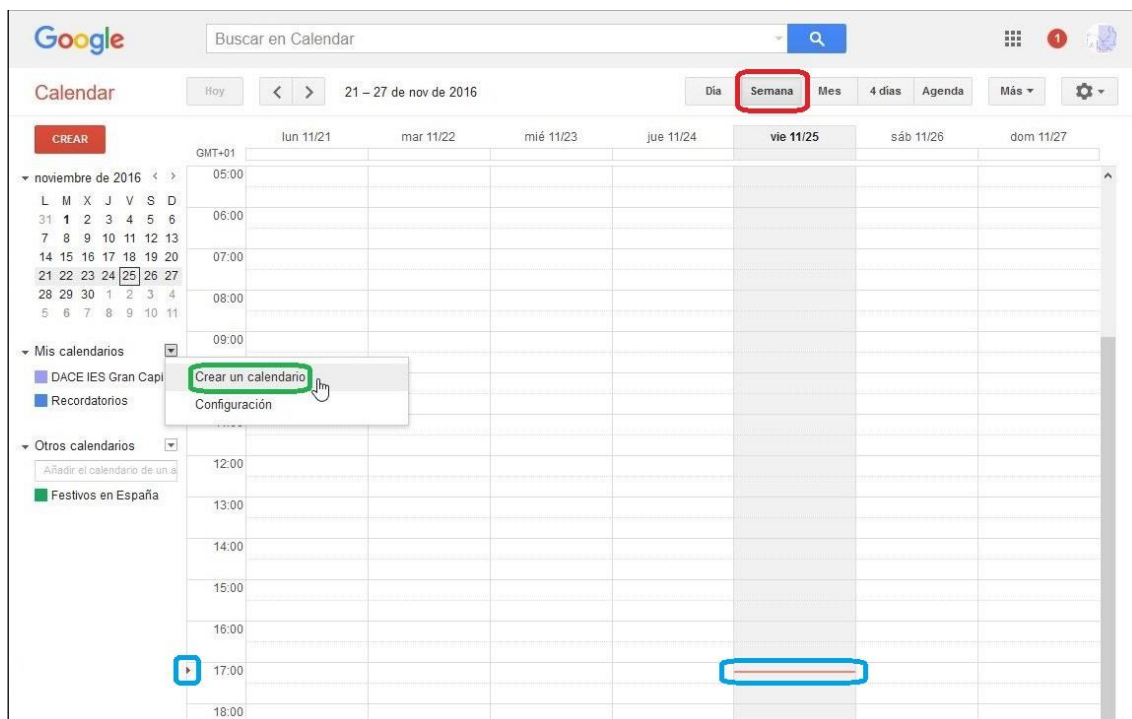 Google
Buscar en Calendar
1
Calendar
Hoy
21 – 27 de nov de 2016
Día
Semana
Mes
4 días
Agenda
Más
CREAR
GMT+01
lun 11/21
mar 11/22
mié 11/23
jue 11/24
vie 11/25
sáb 11/26
dom 11/27
noviembre de 2016
L M X J V S D
31 1 2 3 4 5 6
7 8 9 10 11 12 13
14 15 16 17 18 19 20
21 22 23 24 25 26 27
28 29 30 1 2 3 4
5 6 7 8 9 10 11
Mis calendarios
DACE IES Gran Capi
Recordatorios
Crear un calendario
Configuración
Otros calendarios
Añadir el calendario de un a
Festivos en España
05:00
06:00
07:00
08:00
09:00
12:00
13:00
14:00
15:00
16:00
17:00
18:00